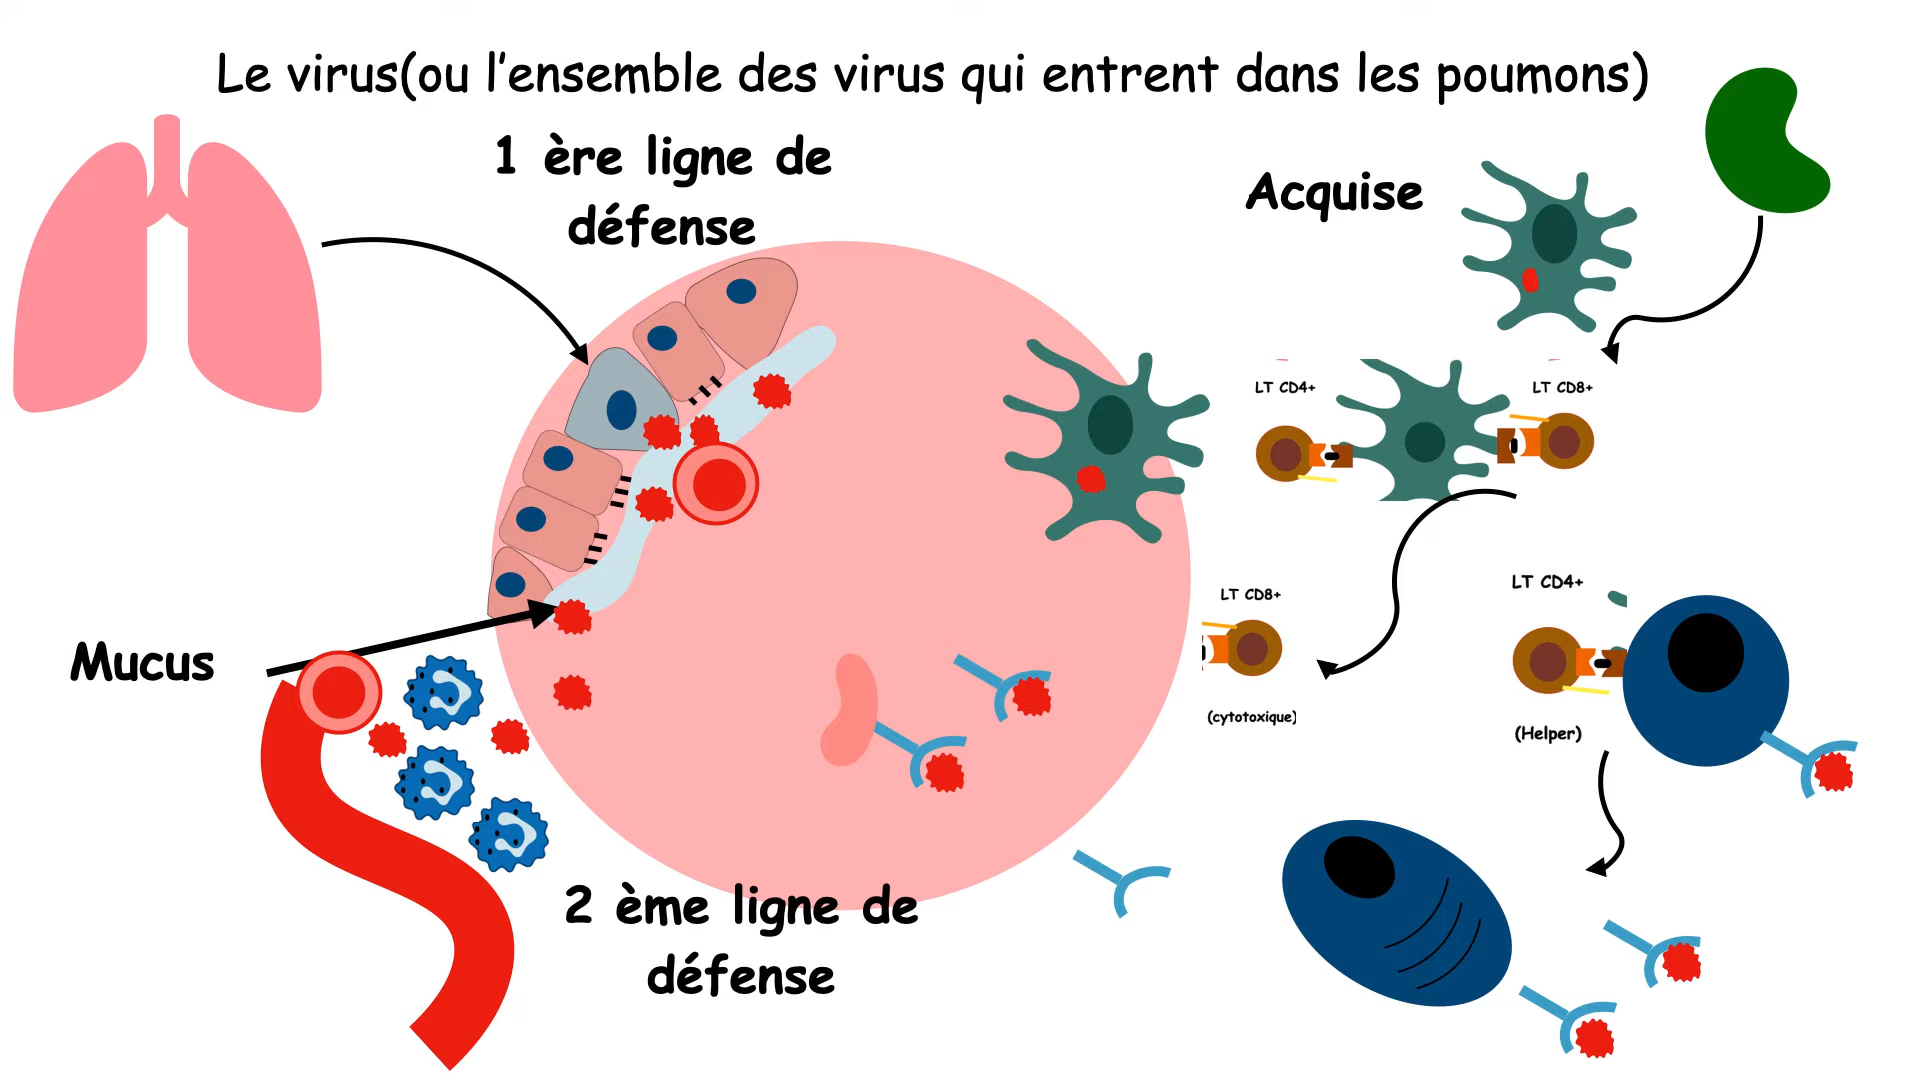 Le virus(ou l'ensemble des virus qui entrent dans les poumons)
1 ère ligne de
défense
Acquise
LT CD4+
LT CD8+
LT CD8+
(cytotoxique)
LT CD4+
(Helper)
Mucus
2 ème ligne de
défense